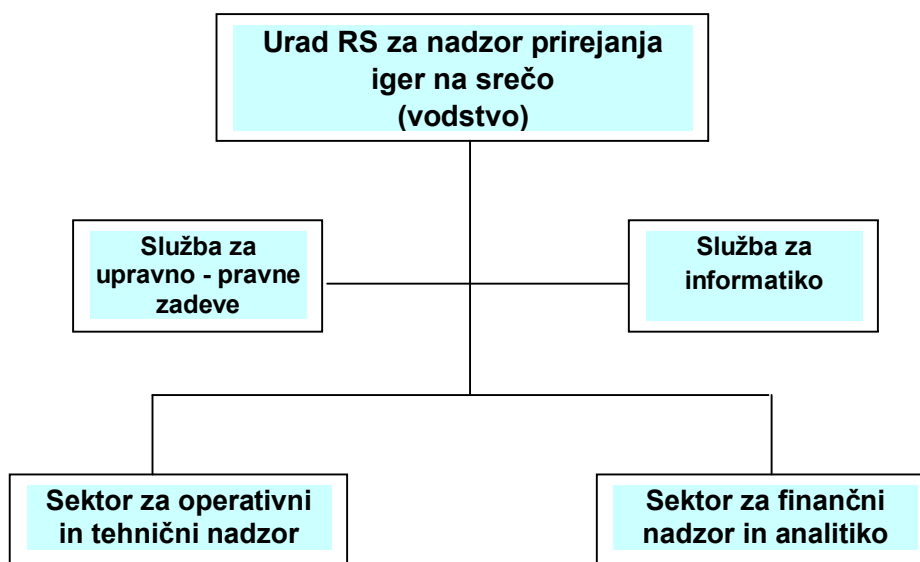 Urad RS za nadzor prirejanja
iger na srečo
(vodstvo)
Služba za
upravno - pravne
zadeve
Služba za
informatiko
Sektor za operativni
in tehnični nadzor
Sektor za finančni
nadzor in analitiko